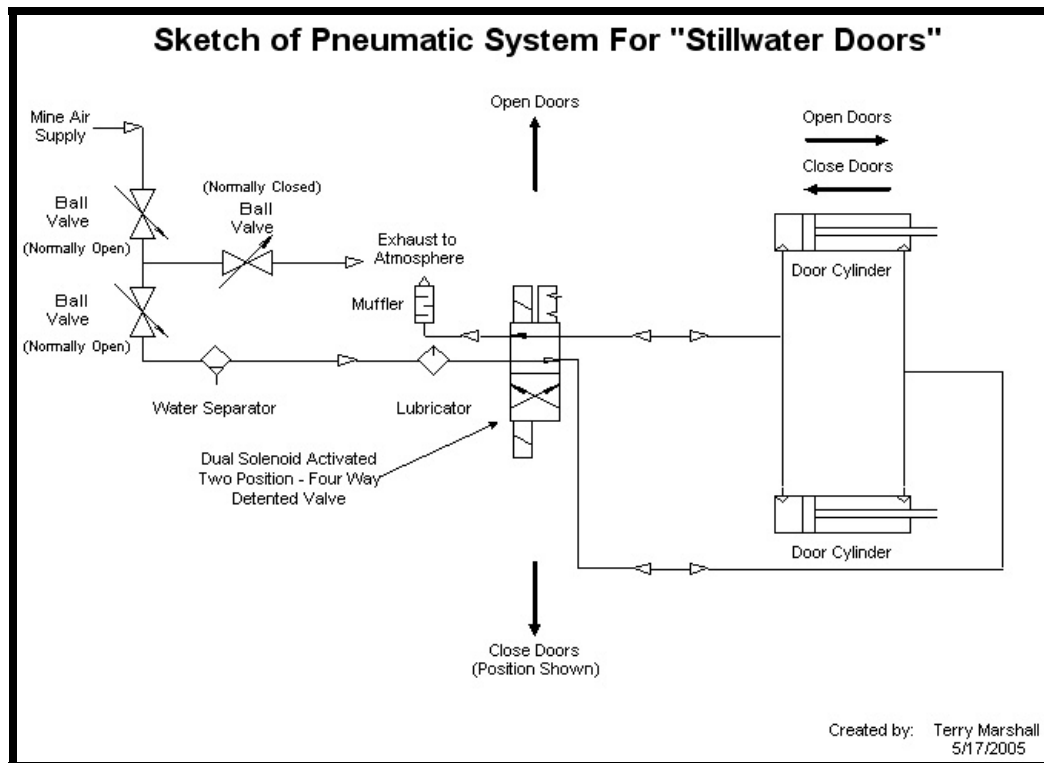 Sketch of Pneumatic System For "Stillwater Doors"
Open Doors
Mine Air
Supply
Open Doors
Close Doors
(Normally Closed)
Ball
Valve
Ball
Valve
(Normally Open)
Exhaust to
Atmosphere
Door Cylinder
Ball
Valve
(Normally Open)
Muffler
Water Separator
Lubricator
Dual Solenoid Activated
Two Position - Four Way
Detented Valve
Door Cylinder
Close Doors
(Position Shown)
Created by: Terry Marshall
5/17/2005